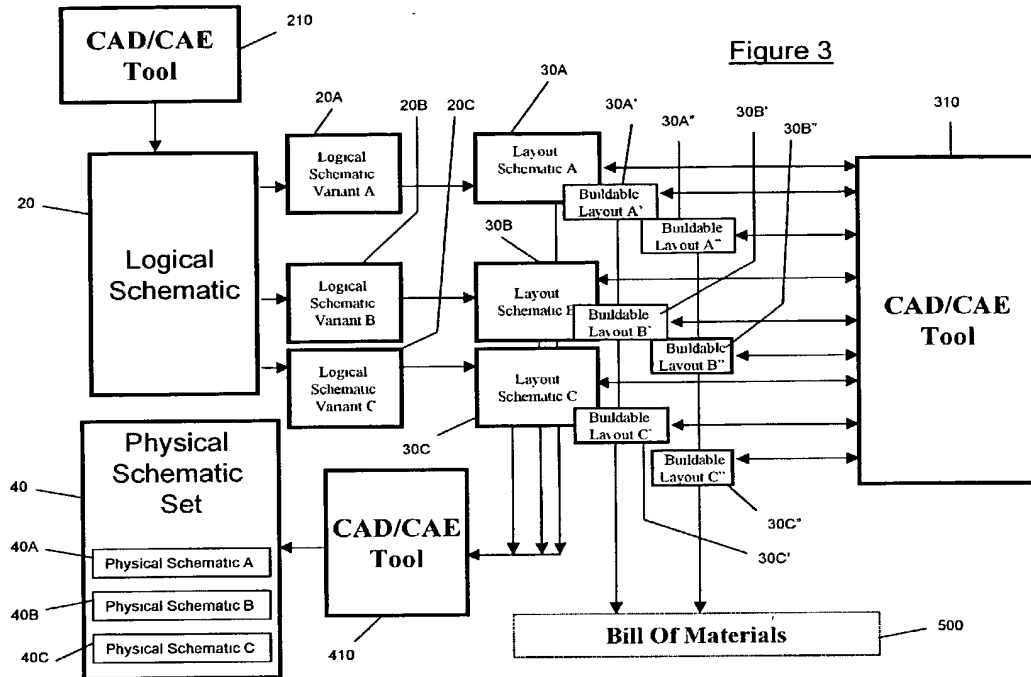 210
CAD/CAE
Tool
Figure 3
20A
20B
20C
30A
30A'
30A"
30B'
30B"
310
Logical
Schematic
Variant A
Layout
Schematic A
Buildable
Layout A'
Buildable
Layout A"
20
Logical
Schematic
30B
Logical
Schematic
Variant B
Layout
Schematic B
Buildable
Layout B'
Buildable
Layout B"
CAD/CAE
Tool
Logical
Schematic
Variant C
Layout
Schematic C
Buildable
Layout C'
Buildable
Layout C"
30C
30C"
30C'
Physical
Schematic
Set
40
40A
Physical Schematic A
40B
Physical Schematic B
40C
Physical Schematic C
CAD/CAE
Tool
410
Bill Of Materials
500